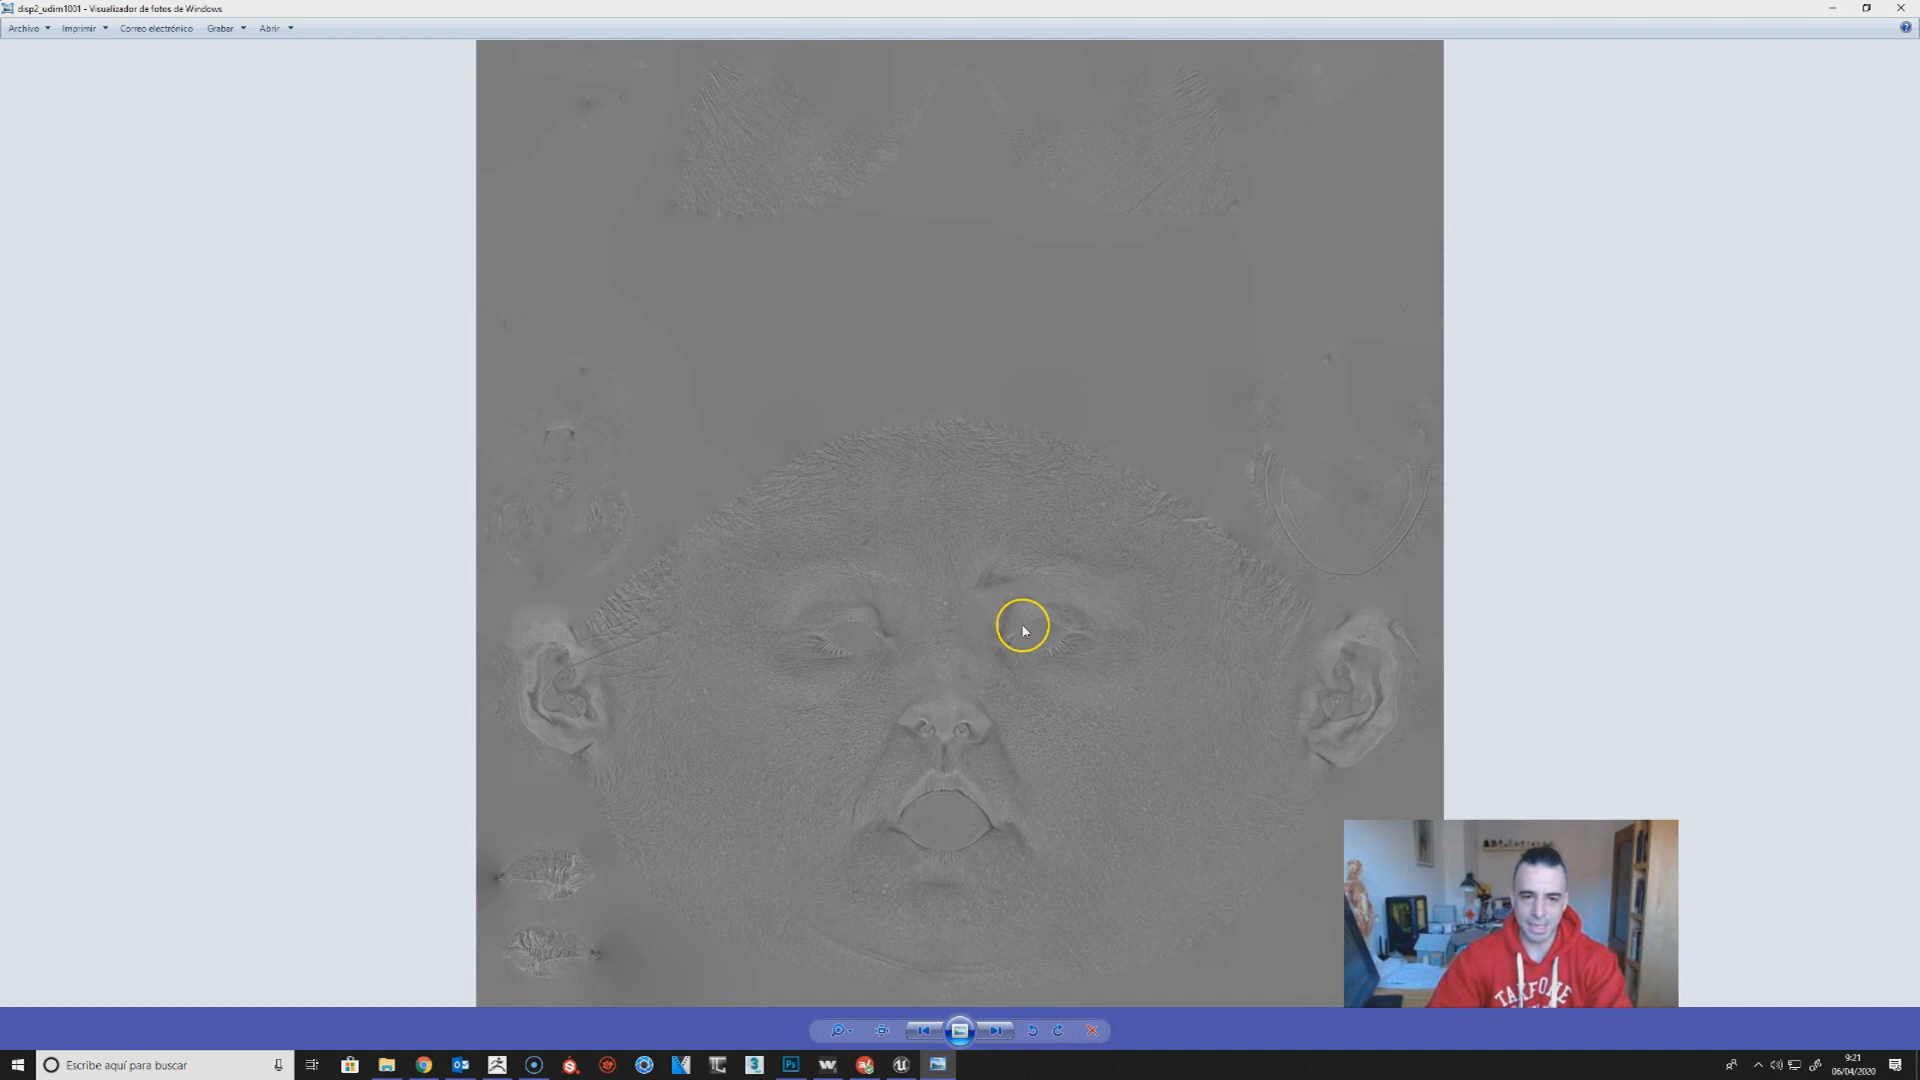 disp2_udim1001 - Visualizador de fotos de Windows
Archivo Imprimir Correo electrónico Grabar Abrir
TAKFOME
Escribe aquí para buscar
9:21
06/04/2020